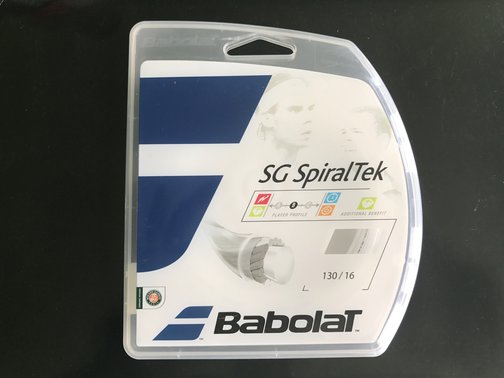 SG SpiralTek
PLAYER PROFILE
ADDITIONAL BENEFIT
130 / 16
BabolaT